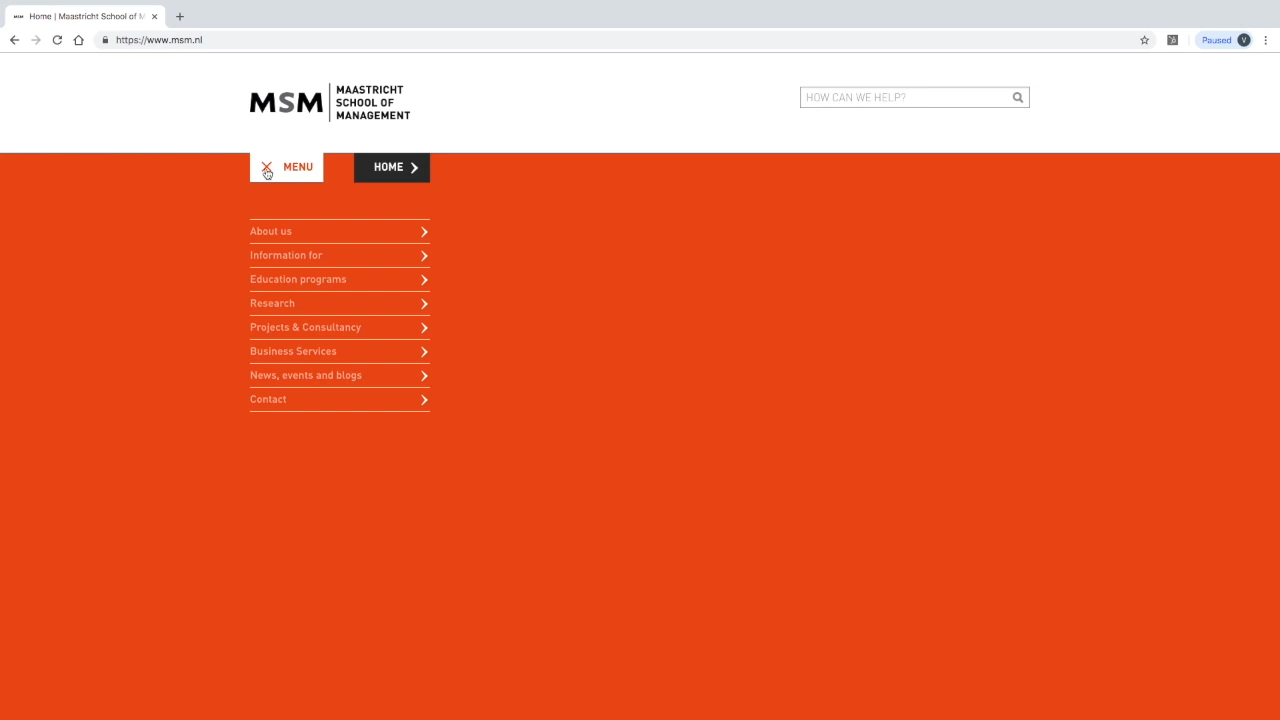 MSM Home | Maastricht School of M
https://www.msm.nl
Paused V
MSM
MAASTRICHT
SCHOOL OF
MANAGEMENT
HOW CAN WE HELP?
MENU
HOME
About us
Information for
Education programs
Research
Projects & Consultancy
Business Services
News, events and blogs
Contact